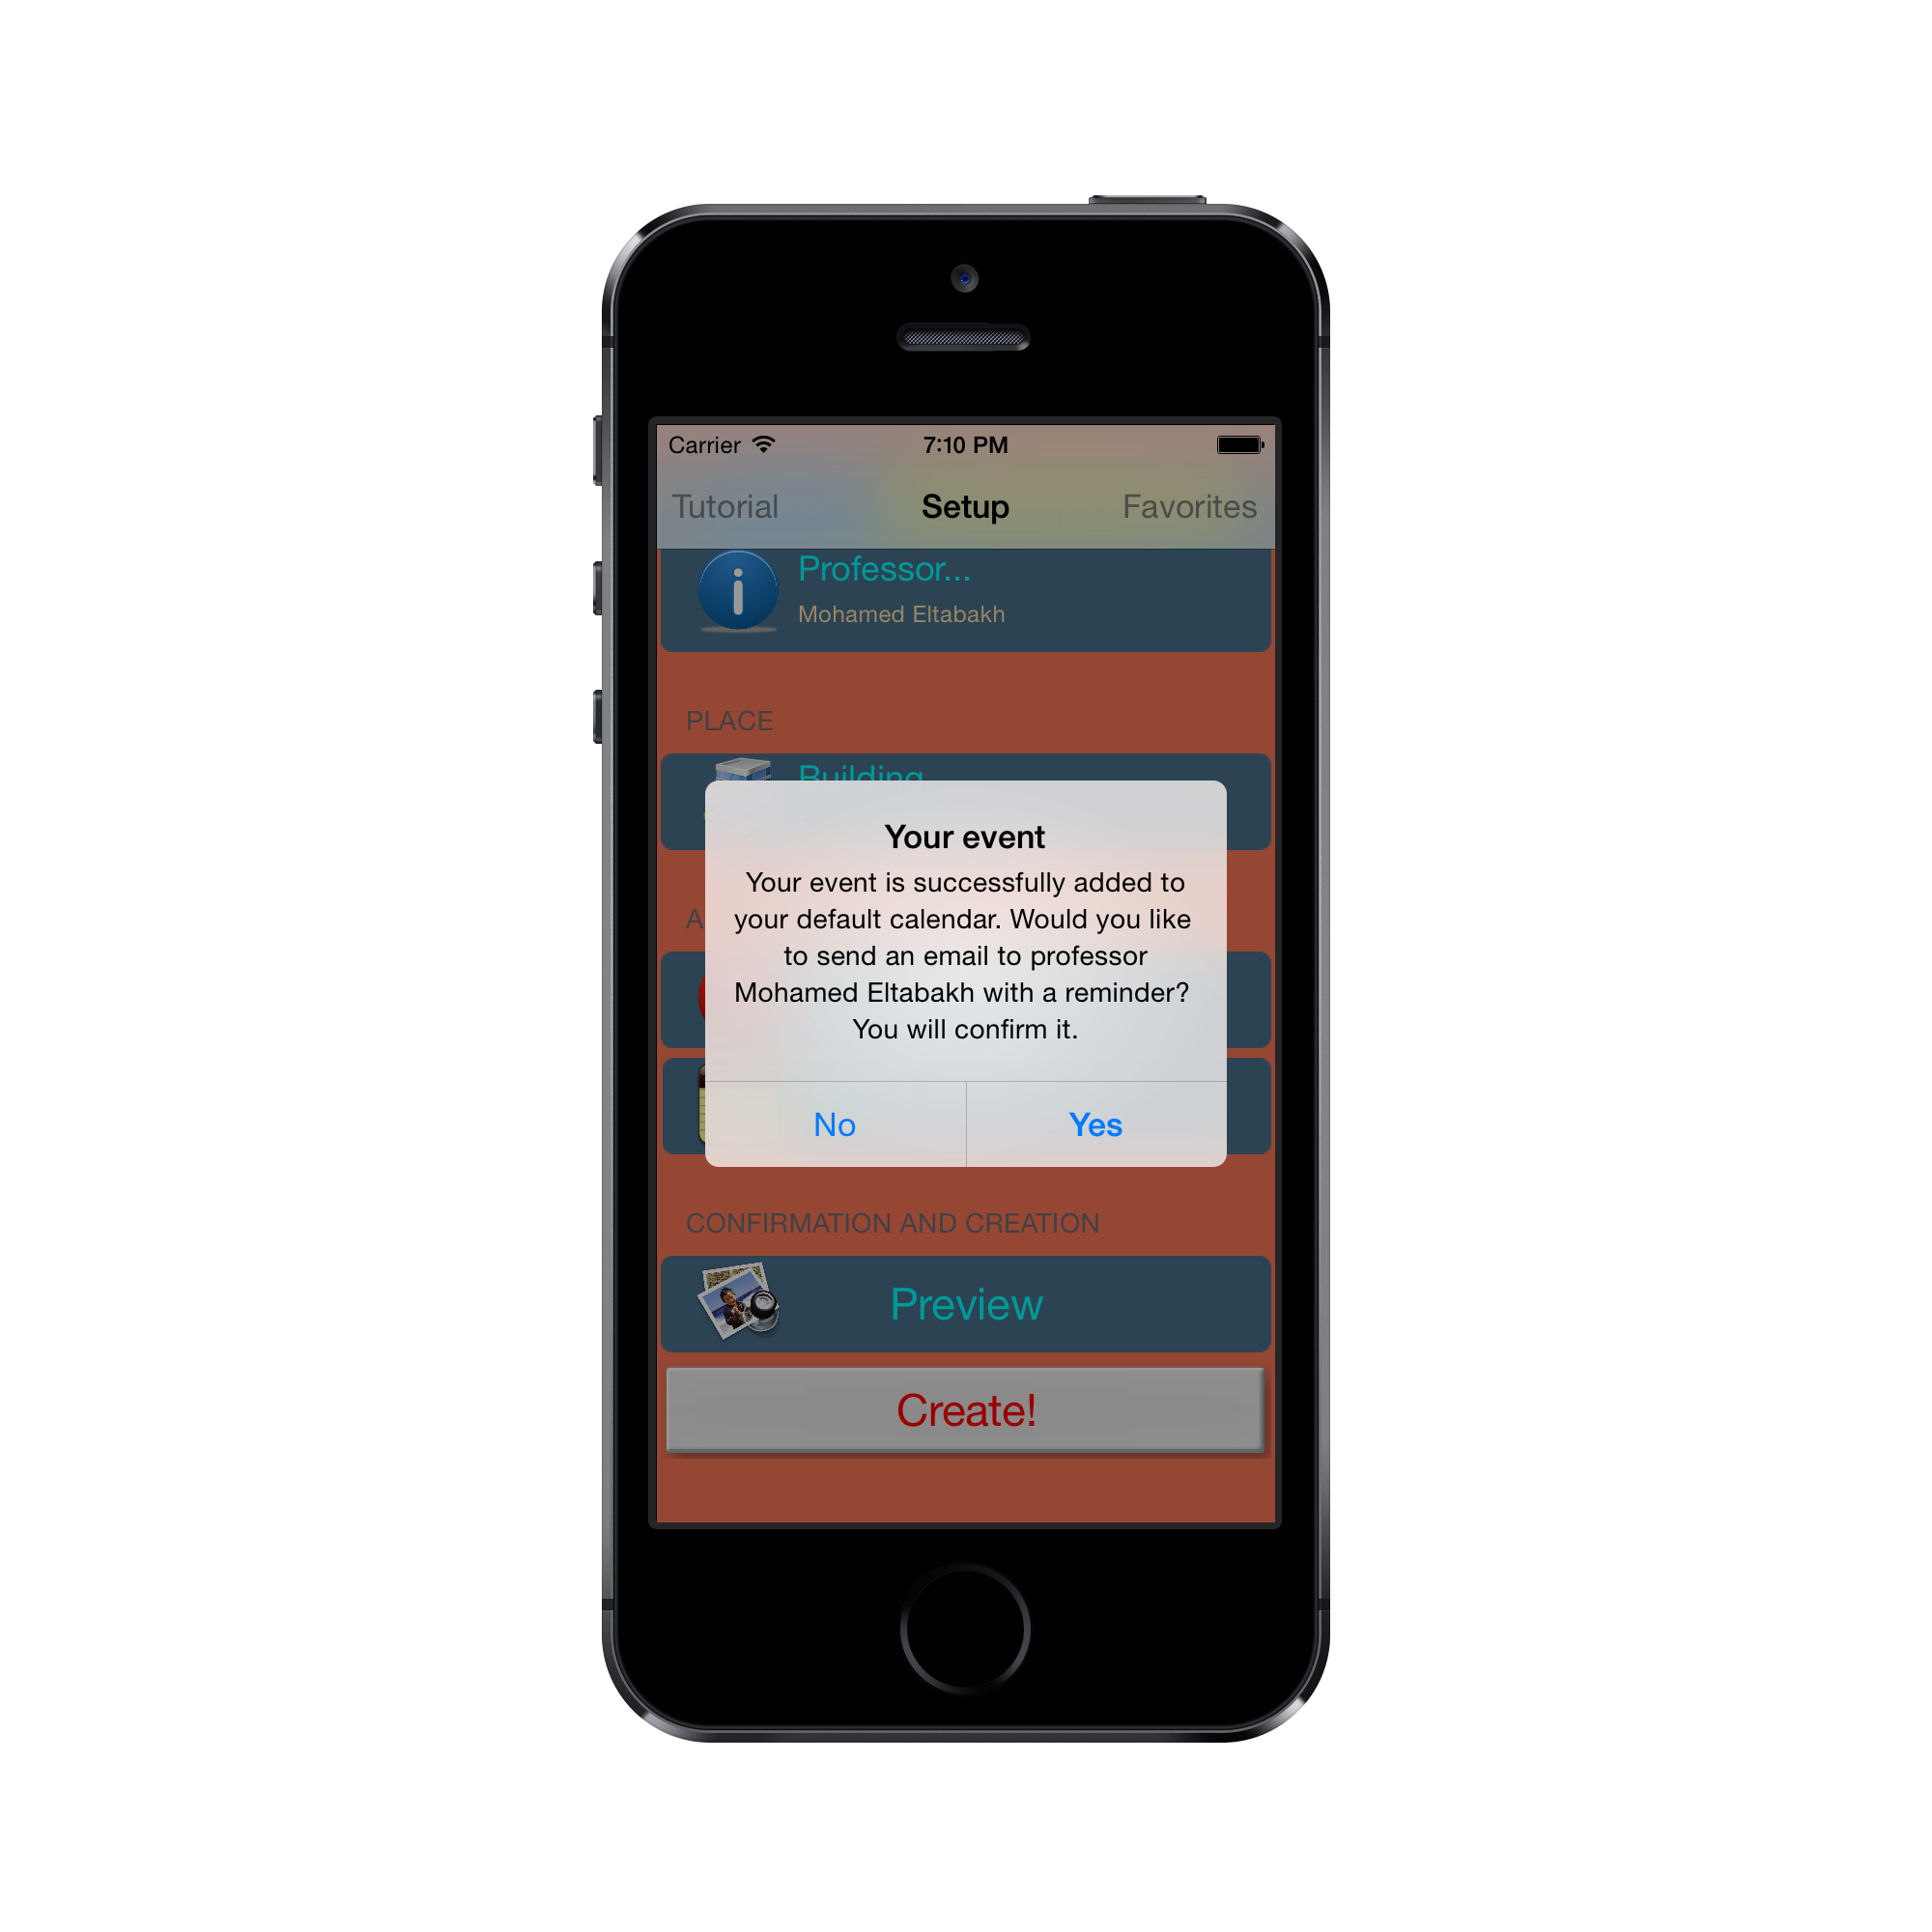 Carrier 7:10 PM
Tutorial Setup Favorites
Professor...
Mohamed Eltabakh
PLACE
Building
Your event
Your event is successfully added to
your default calendar. Would you like
to send an email to professor
Mohamed Eltabakh with a reminder?
You will confirm it.
No Yes
CONFIRMATION AND CREATION
Preview
Create!